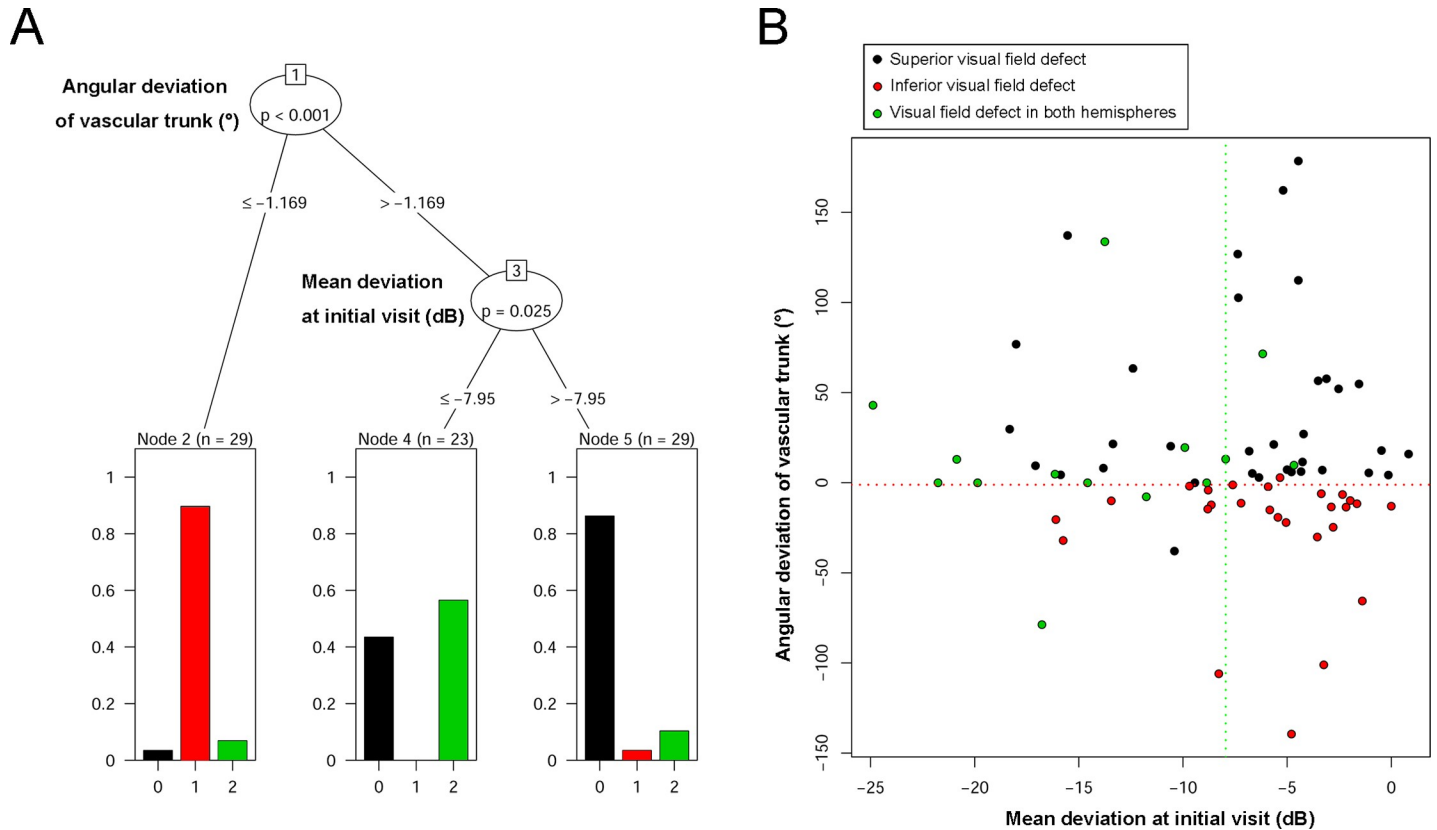 A
1
Angular deviation
of vascular trunk (°)
p < 0.001
≤ −1.169
> −1.169
3
Mean deviation
at initial visit (dB)
p = 0.025
≤ −7.95
> −7.95
Node 2 (n = 29)
1
0.8
0.6
0.4
0.2
0
0 1 2
Node 4 (n = 23)
1
0.8
0.6
0.4
0.2
0
0 1 2
Node 5 (n = 29)
1
0.8
0.6
0.4
0.2
0
0 1 2
B
Superior visual field defect
Inferior visual field defect
Visual field defect in both hemispheres
Angular deviation of vascular trunk (°)
150
100
50
0
−50
−100
−150
−25 −20 −15 −10 −5 0
Mean deviation at initial visit (dB)